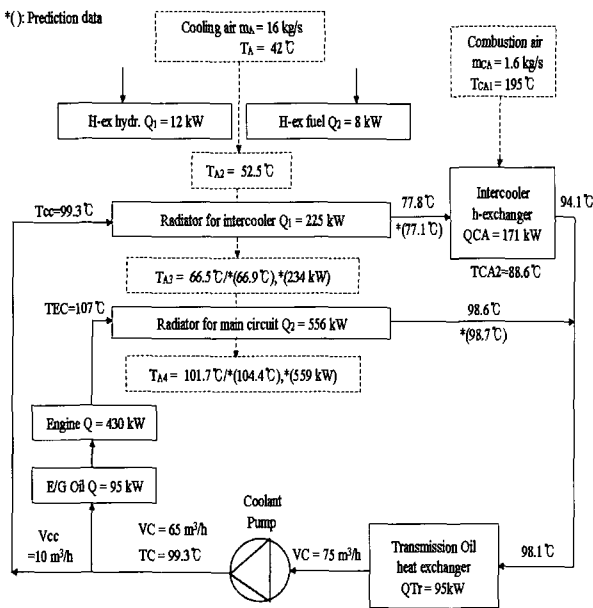 *( ): Prediction data
Cooling air mA = 16 kg/s
TA = 42℃
Combustion air
mCA = 1.6 kg/s
TCA1 = 195℃
H-ex hydr. Q1 = 12 kW
H-ex fuel Q2 = 8 kW
TA2 = 52.5℃
Tcc=99.3℃
Radiator for intercooler Q1 = 225 kW
77.8℃
*(77.1℃)
Intercooler
h-exchanger
QCA = 171 kW
94.1℃
TCA2=88.6℃
TA3 = 66.5℃/*(66.9℃),*(234 kW)
TEC=107℃
Radiator for main circuit Q2 = 556 kW
98.6℃
*(98.7℃)
TA4 = 101.7℃/*(104.4℃),*(559 kW)
Engine Q = 430 kW
E/G Oil Q = 95 kW
Vcc
=10 m³/h
VC = 65 m³/h
TC = 99.3℃
Coolant
Pump
VC = 75 m³/h
Transmission Oil
heat exchanger
QTr = 95kW
98.1℃